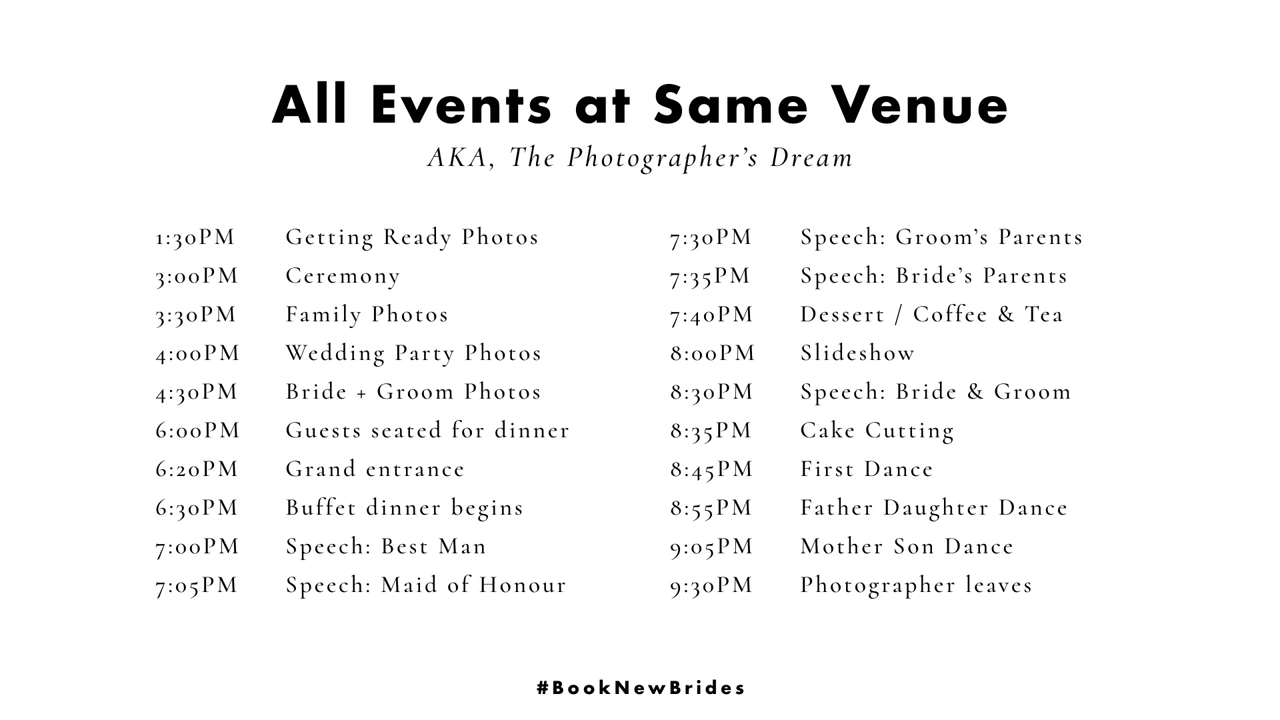 All Events at Same Venue
AKA, The Photographer’s Dream
1:30PM Getting Ready Photos
3:00PM Ceremony
3:30PM Family Photos
4:00PM Wedding Party Photos
4:30PM Bride + Groom Photos
6:00PM Guests seated for dinner
6:20PM Grand entrance
6:30PM Buffet dinner begins
7:00PM Speech: Best Man
7:05PM Speech: Maid of Honour
7:30PM Speech: Groom’s Parents
7:35PM Speech: Bride’s Parents
7:40PM Dessert / Coffee & Tea
8:00PM Slideshow
8:30PM Speech: Bride & Groom
8:35PM Cake Cutting
8:45PM First Dance
8:55PM Father Daughter Dance
9:05PM Mother Son Dance
9:30PM Photographer leaves
#BookNewBrides